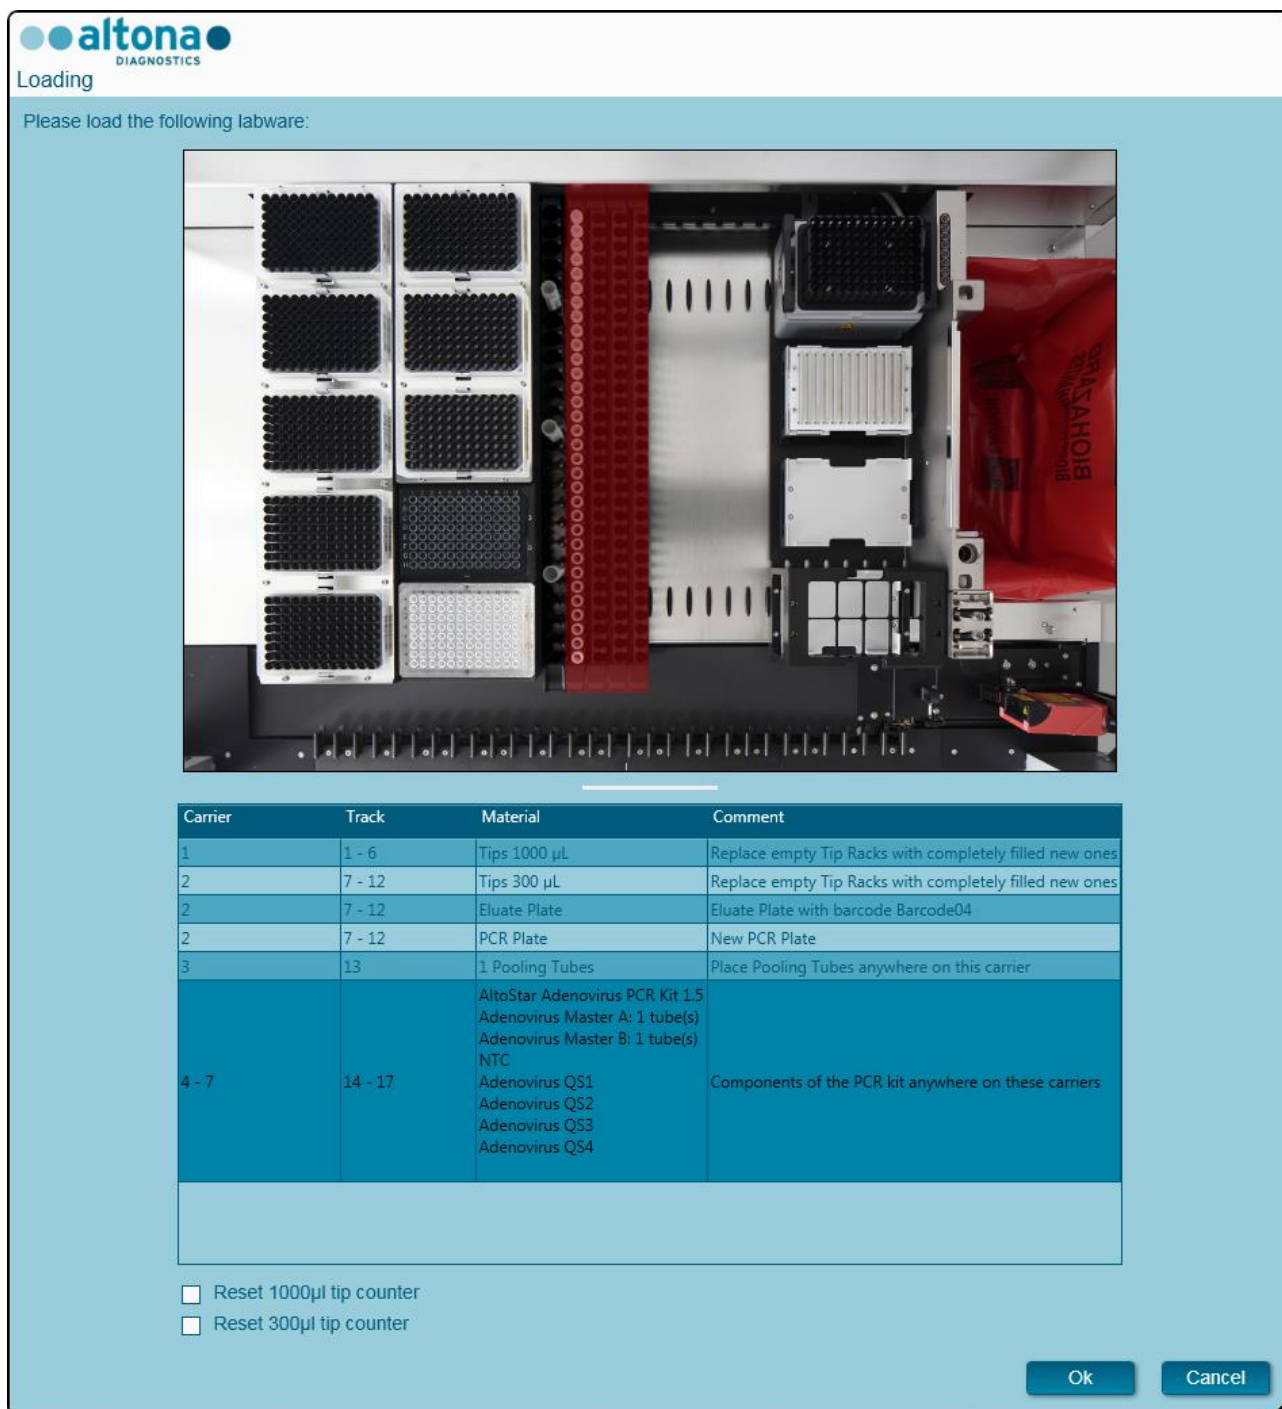 altona
DIAGNOSTICS
Loading
Please load the following labware:
BIOHAZARD
Carrier Track Material Comment
1 1 - 6 Tips 1000 µL Replace empty Tip Racks with completely filled new ones
2 7 - 12 Tips 300 µL Replace empty Tip Racks with completely filled new ones
2 7 - 12 Eluate Plate Eluate Plate with barcode Barcode04
2 7 - 12 PCR Plate New PCR Plate
3 13 1 Pooling Tubes Place Pooling Tubes anywhere on this carrier
AltoStar Adenovirus PCR Kit 1.5
Adenovirus Master A: 1 tube(s)
Adenovirus Master B: 1 tube(s)
NTC
4 - 7 14 - 17 Adenovirus QS1 Components of the PCR kit anywhere on these carriers
Adenovirus QS2
Adenovirus QS3
Adenovirus QS4
Reset 1000µl tip counter
Reset 300µl tip counter
Ok Cancel